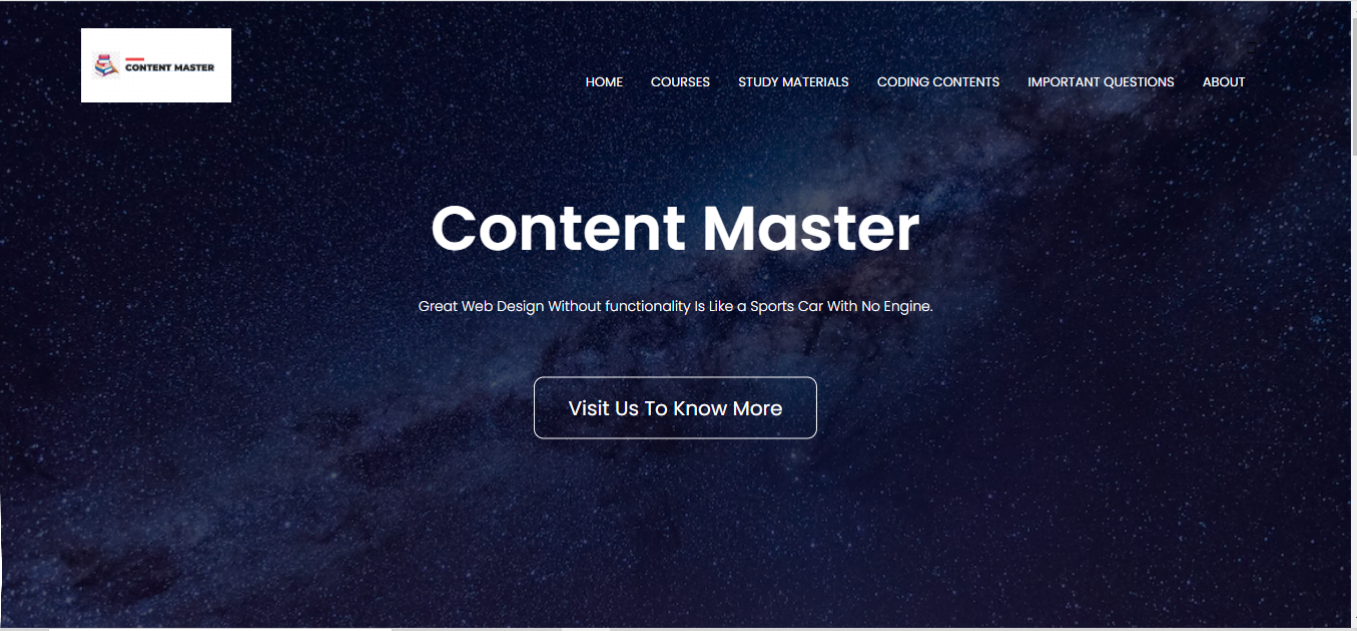 CONTENT MASTER
HOME COURSES STUDY MATERIALS CODING CONTENTS IMPORTANT QUESTIONS ABOUT
Content Master
Great Web Design Without functionality Is Like a Sports Car With No Engine.
Visit Us To Know More